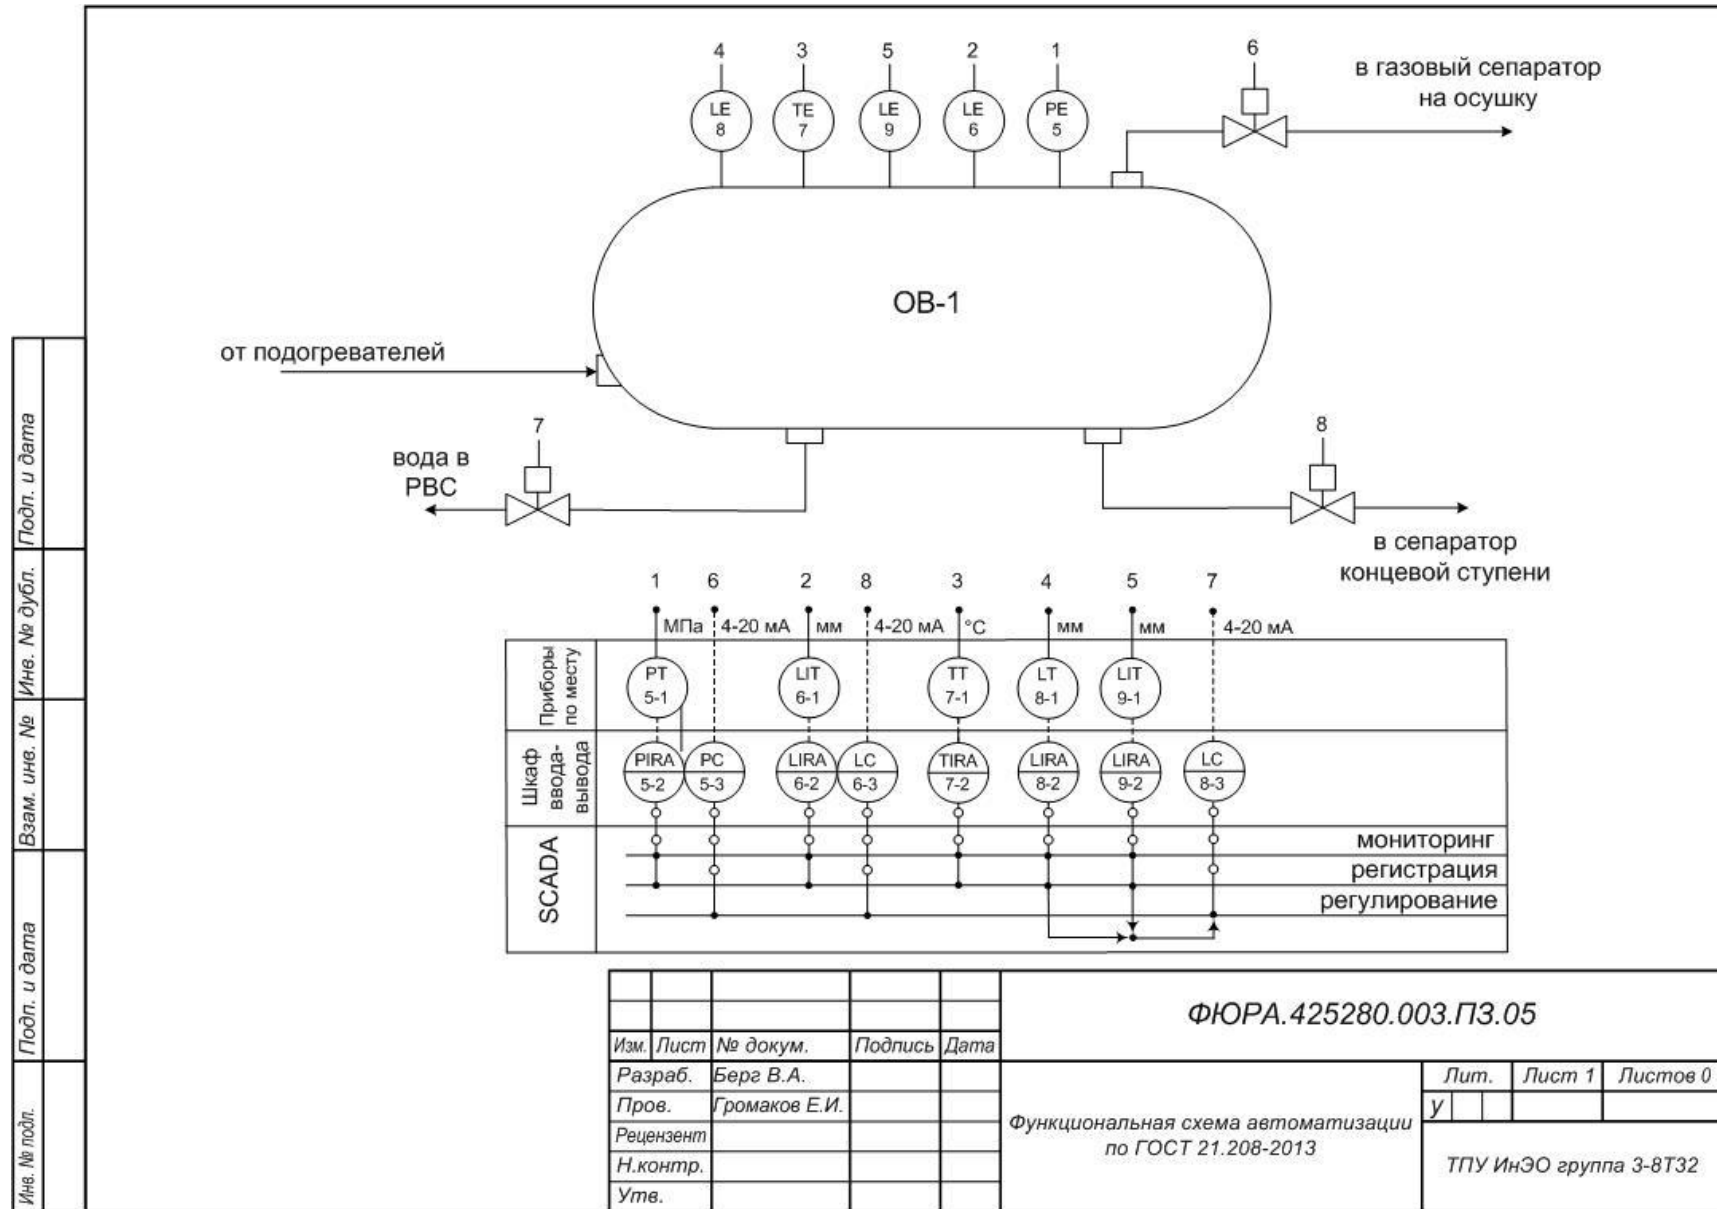 4 3 5 2 1 6
в газовый сепаратор
на осушку
LE TE LE LE PE
8 7 9 6 5
ОВ-1
от подогревателей
7 8
вода в
РВС
в сепаратор
концевой ступени
1 6 2 8 3 4 5 7
МПа 4-20 мА мм 4-20 мА °С мм мм 4-20 мА
Приборы
по месту
PT LIT TT LT LIT
5-1 6-1 7-1 8-1 9-1
Шкаф
ввода-
вывода
PIRA PC LIRA LC TIRA LIRA LIRA LC
5-2 5-3 6-2 6-3 7-2 8-2 9-2 8-3
SCADA
мониторинг
регистрация
регулирование
Подп. и дата
Инв. № дубл.
Взам. инв. №
Подп. и дата
Инв. № подл.
ФЮРА.425280.003.ПЗ.05
Изм. Лист № докум. Подпись Дата
Разраб. Берг В.А.
Пров. Громаков Е.И.
Рецензент
Н.контр.
Утв.
Функциональная схема автоматизации
по ГОСТ 21.208-2013
Лит. Лист 1 Листов 0
У
ТПУ ИнЭО группа З-8Т32